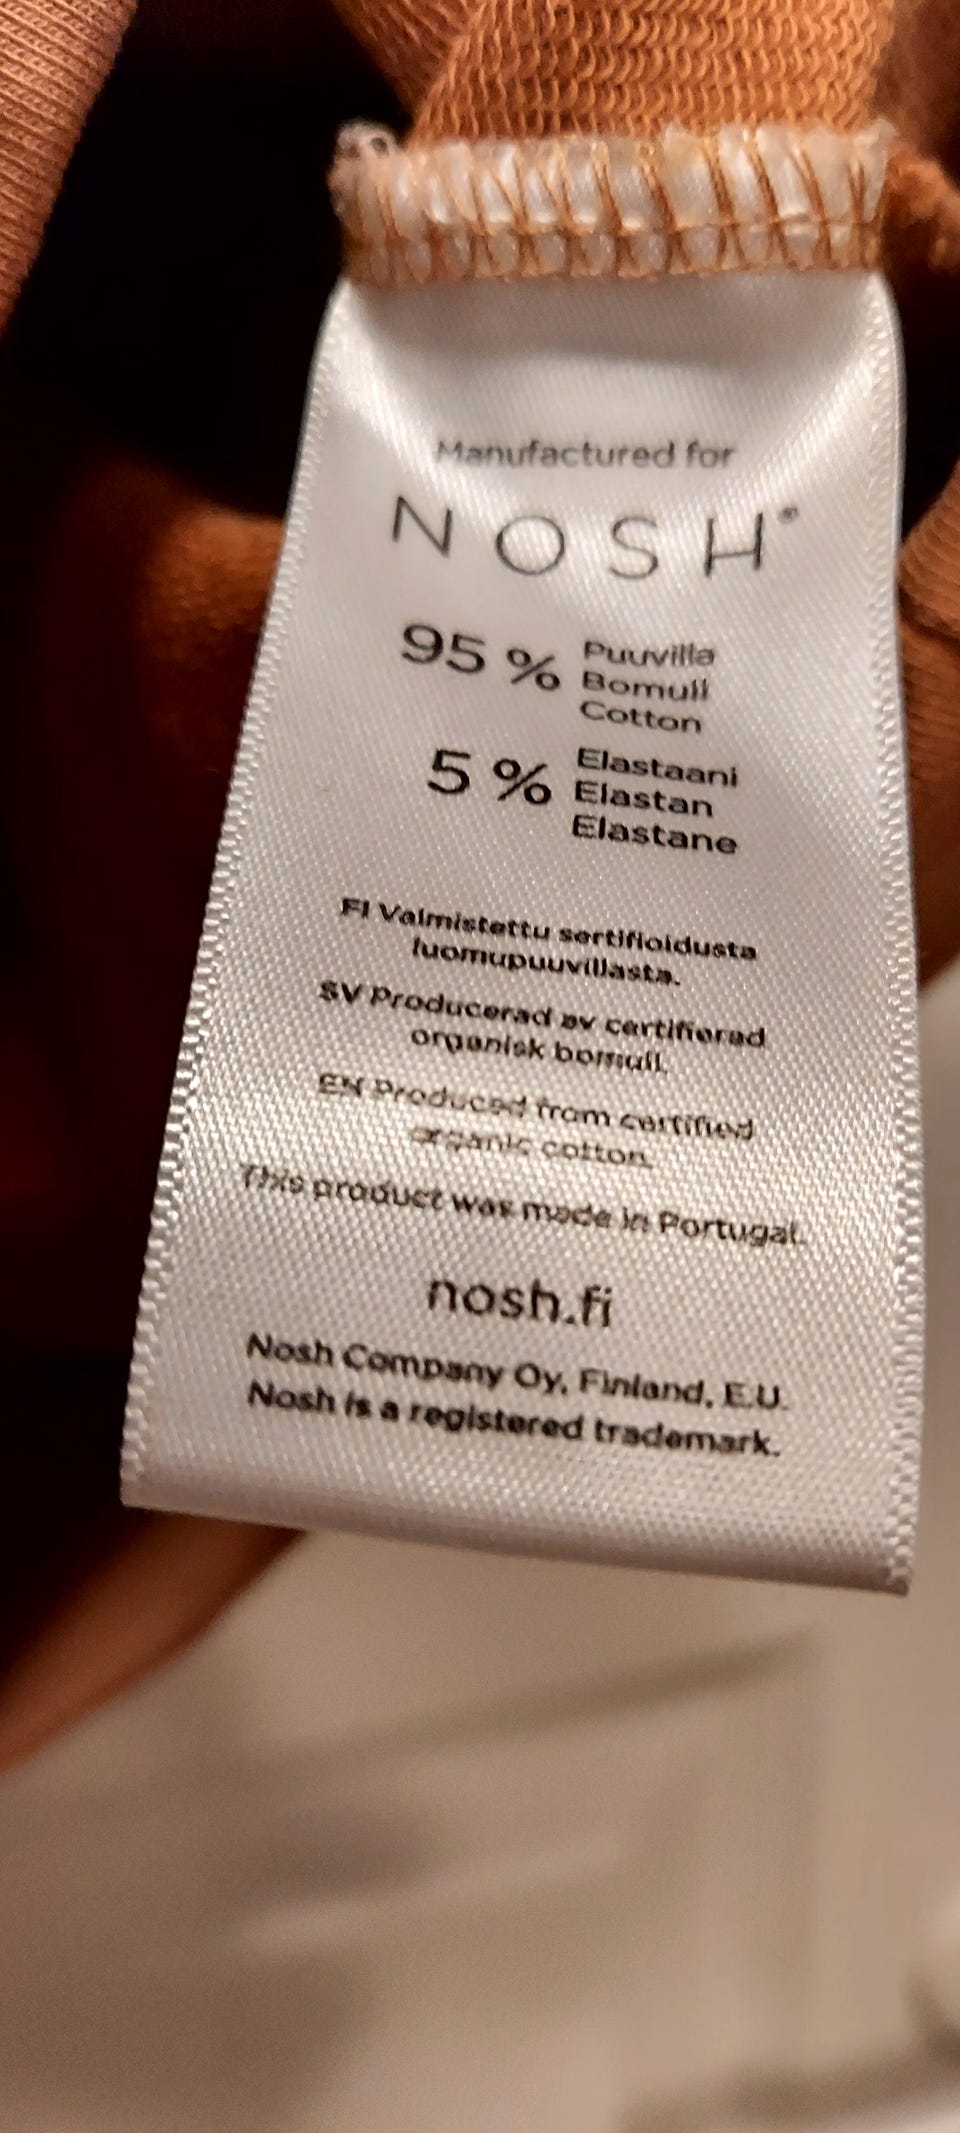 Manufactured for
NOSH®
95 % Puuvilla
Bomull
Cotton
5 % Elastaani
Elastan
Elastane
FI Valmistettu sertifioidusta
luomupuuvillasta.
SV Producerad av certifierad
organisk bomull.
EN Produced from certified
organic cotton.
This product was made in Portugal.
nosh.fi
Nosh Company Oy, Finland, E.U.
Nosh is a registered trademark.